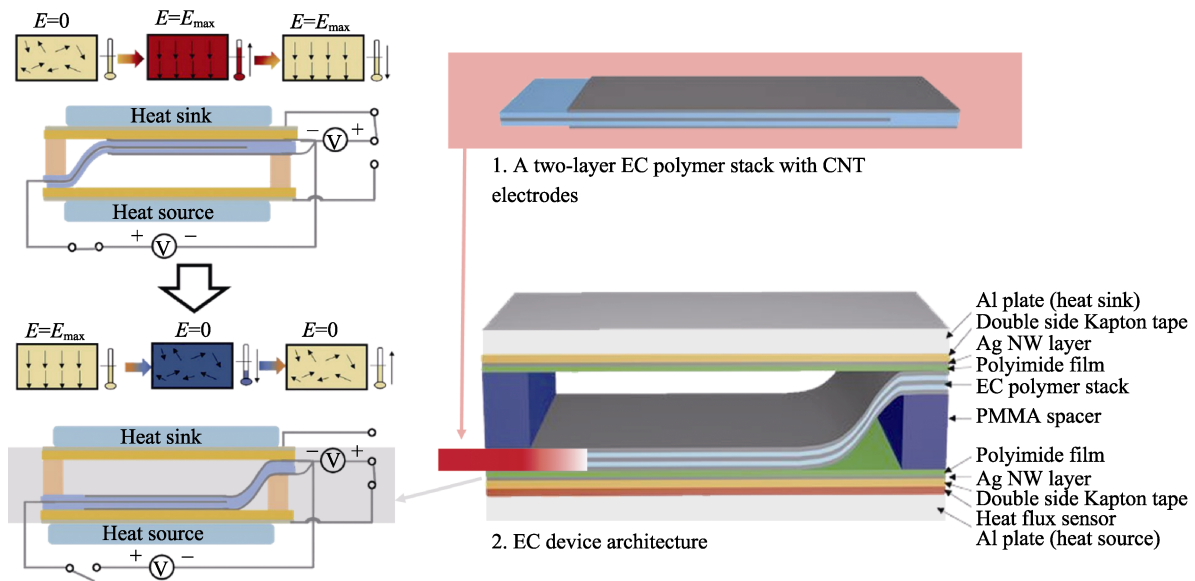 E=0
E=Emax
E=Emax
Heat sink
− V +
Heat source
+ V −
E=Emax
E=0
E=0
Heat sink
− V +
Heat source
+ V −
1. A two-layer EC polymer stack with CNT
electrodes
Al plate (heat sink)
Double side Kapton tape
Ag NW layer
Polyimide film
EC polymer stack
PMMA spacer
Polyimide film
Ag NW layer
Double side Kapton tape
Heat flux sensor
Al plate (heat source)
2. EC device architecture